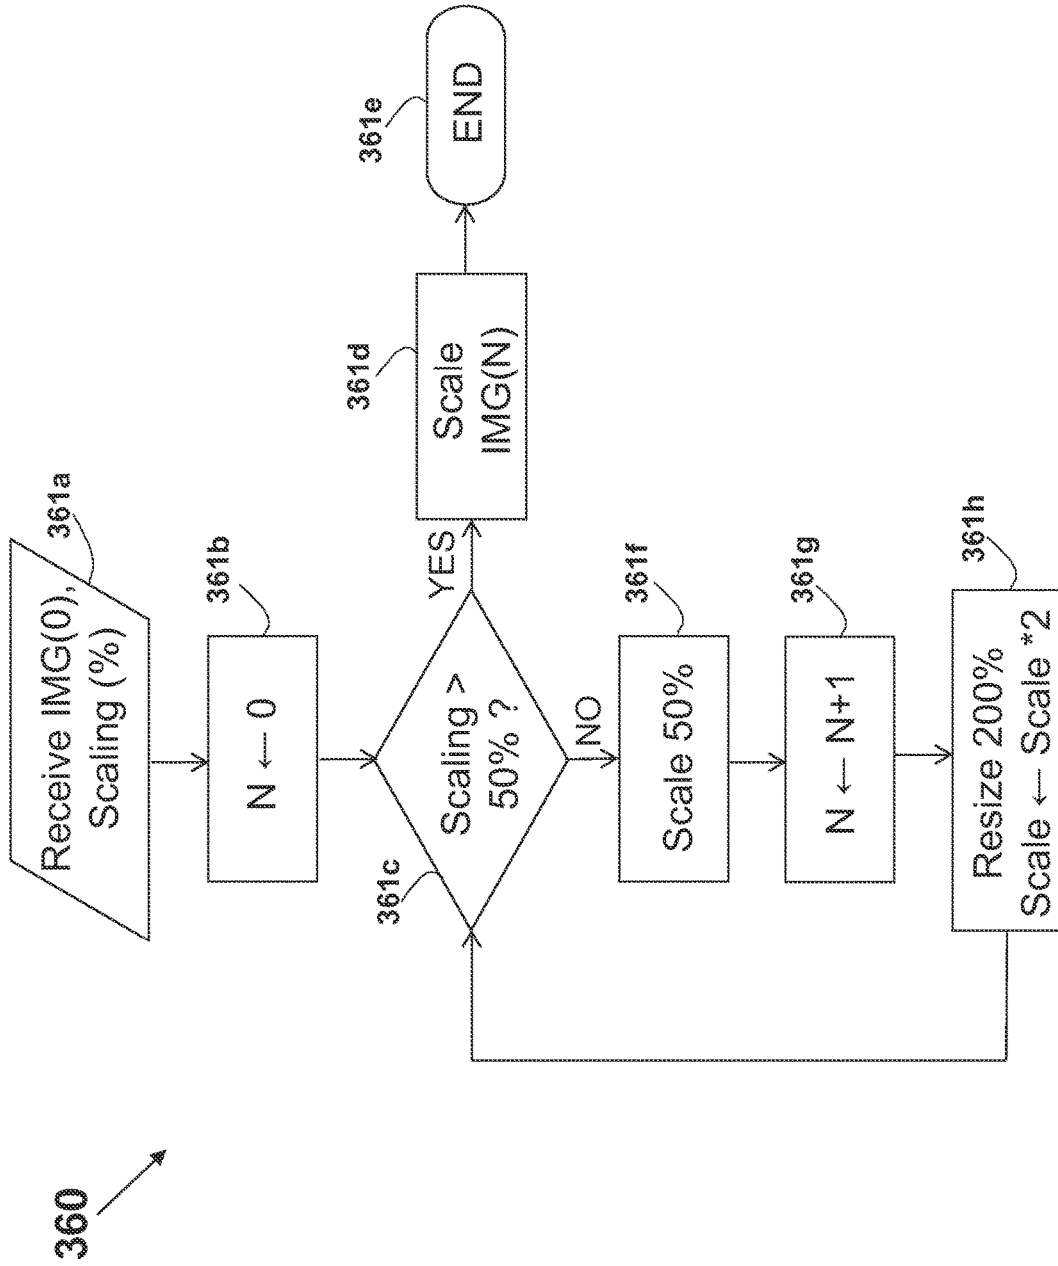 360
Receive IMG(0),
Scaling (%)
361a
N ← 0
361b
Scaling >
50% ?
361c
YES
Scale
IMG(N)
361d
END
361e
NO
Scale 50%
361f
N ← N+1
361g
Resize 200%
Scale ← Scale *2
361h